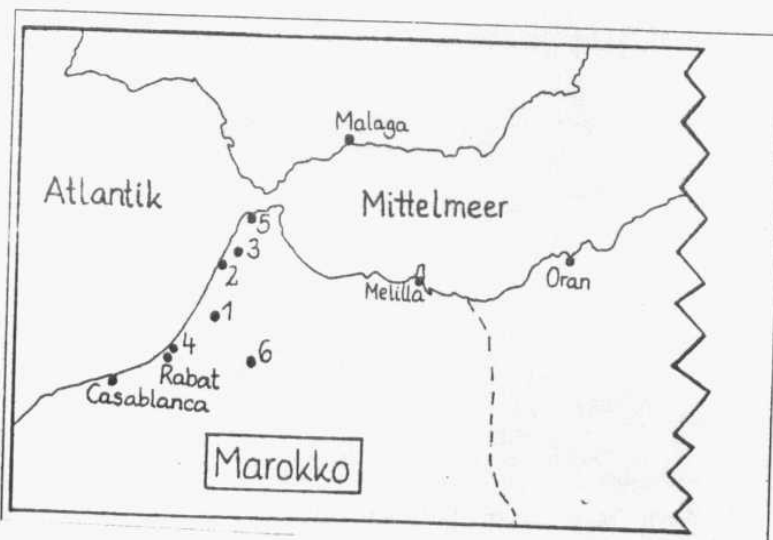 Malaga
Atlantik
Mittelmeer
5
3
2
Melilla
Oran
1
4
6
Rabat
Casablanca
Marokko